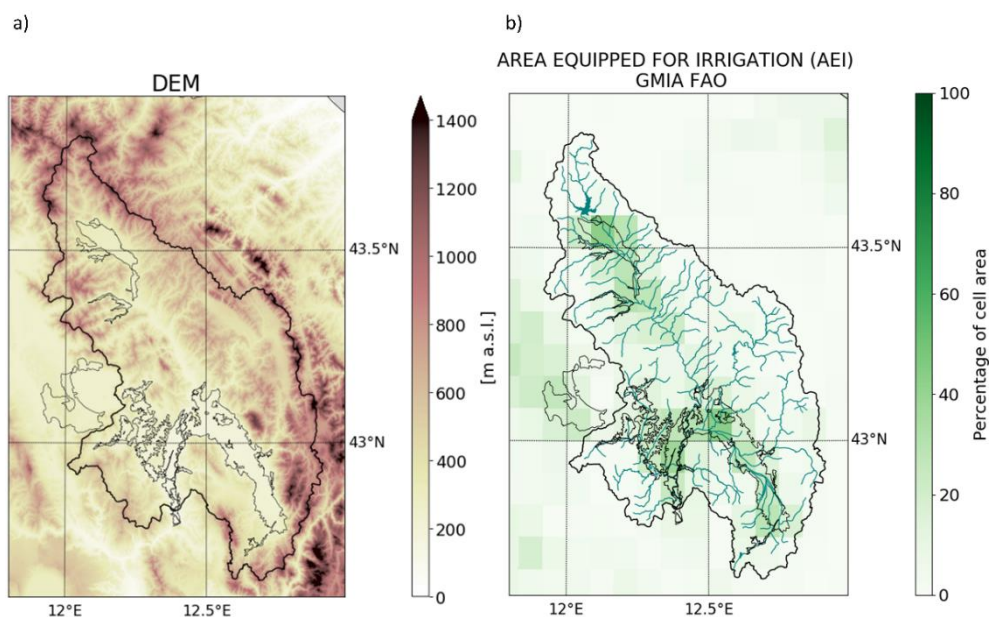 a)
b)
DEM
AREA EQUIPPED FOR IRRIGATION (AEI)
GMIA FAO
1400
1200
1000
800
600
400
200
0
[m a.s.l.]
43.5°N
43°N
12°E
12.5°E
100
80
60
40
20
0
Percentage of cell area
43.5°N
43°N
12°E
12.5°E